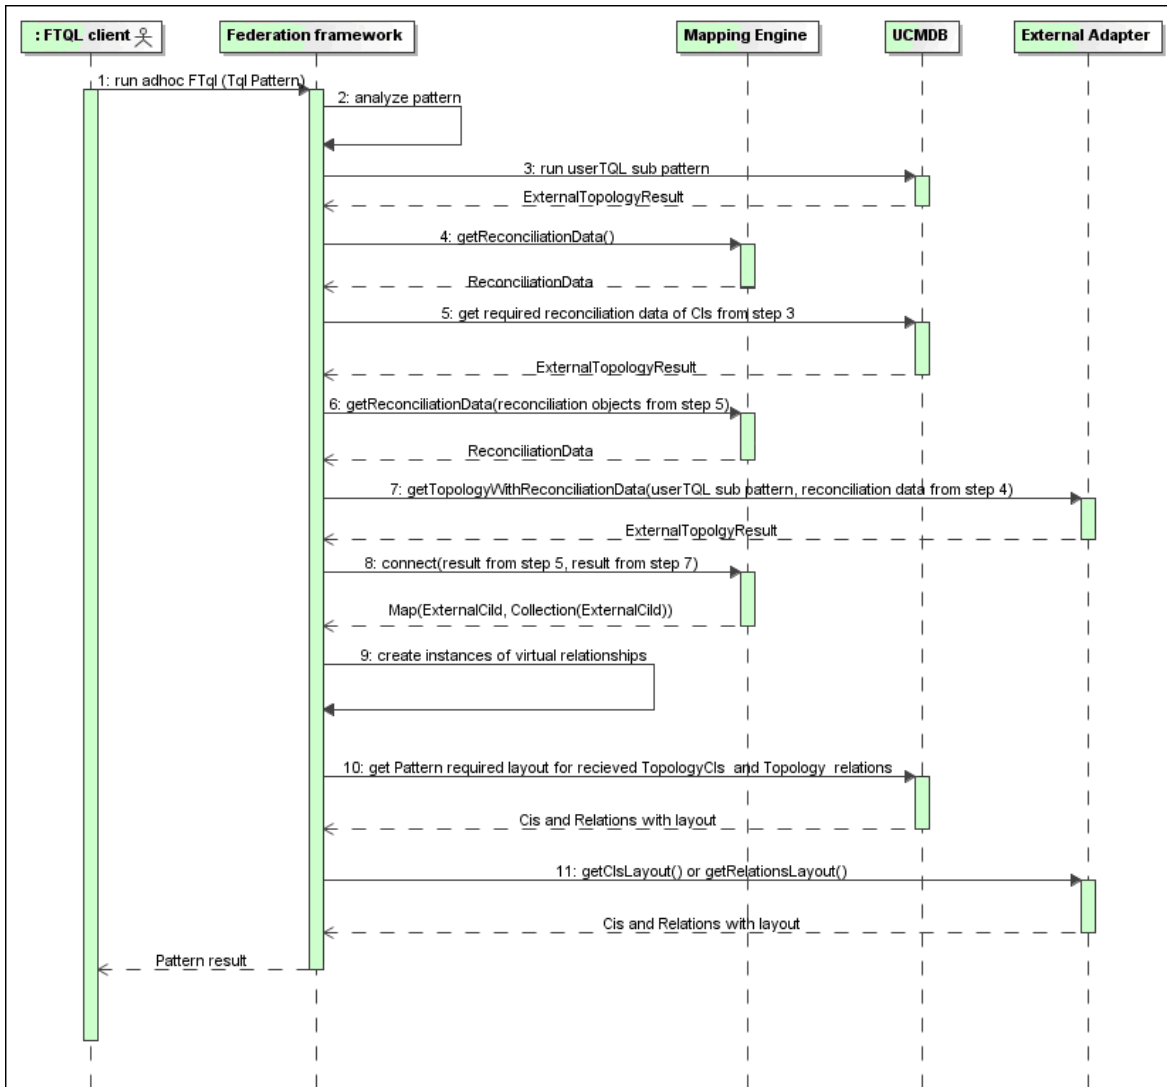 : FTQL client
Federation framework
Mapping Engine
UCMDB
External Adapter
1: run adhoc FTql (Tql Pattern)
2: analyze pattern
3: run userTQL sub pattern
ExternalTopologyResult
4: getReconciliationData()
ReconciliationData
5: get required reconciliation data of CIs from step 3
ExternalTopologyResult
6: getReconciliationData(reconciliation objects from step 5)
ReconciliationData
7: getTopologyWithReconciliationData(userTQL sub pattern, reconciliation data from step 4)
ExternalTopolgyResult
8: connect(result from step 5, result from step 7)
Map(ExternalCiId, Collection(ExternalCiId))
9: create instances of virtual relationships
10: get Pattern required layout for recieved TopologyCIs and Topology relations
Cis and Relations with layout
11: getCIsLayout() or getRelationsLayout()
Cis and Relations with layout
Pattern result